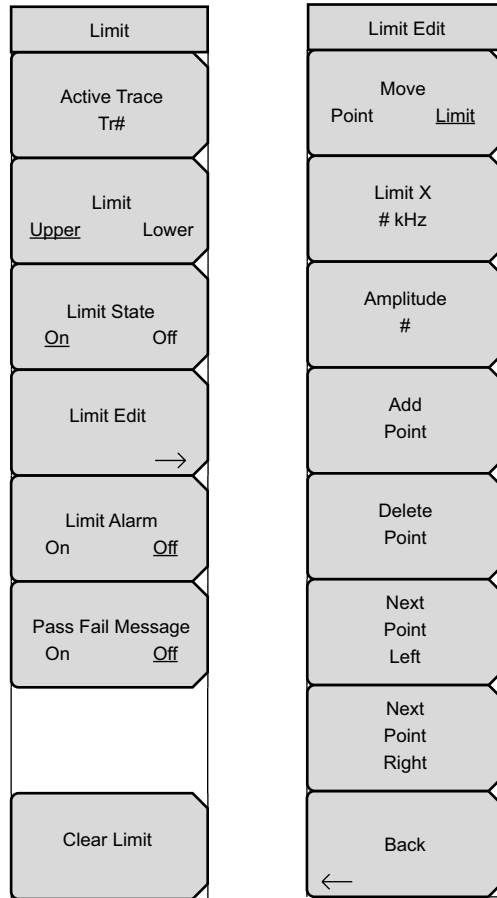 Limit
Active Trace
Tr#
Limit
Upper Lower
Limit State
On Off
Limit Edit
Limit Alarm
On Off
Pass Fail Message
On Off
Clear Limit
Limit Edit
Move
Point Limit
Limit X
# kHz
Amplitude
#
Add
Point
Delete
Point
Next
Point
Left
Next
Point
Right
Back